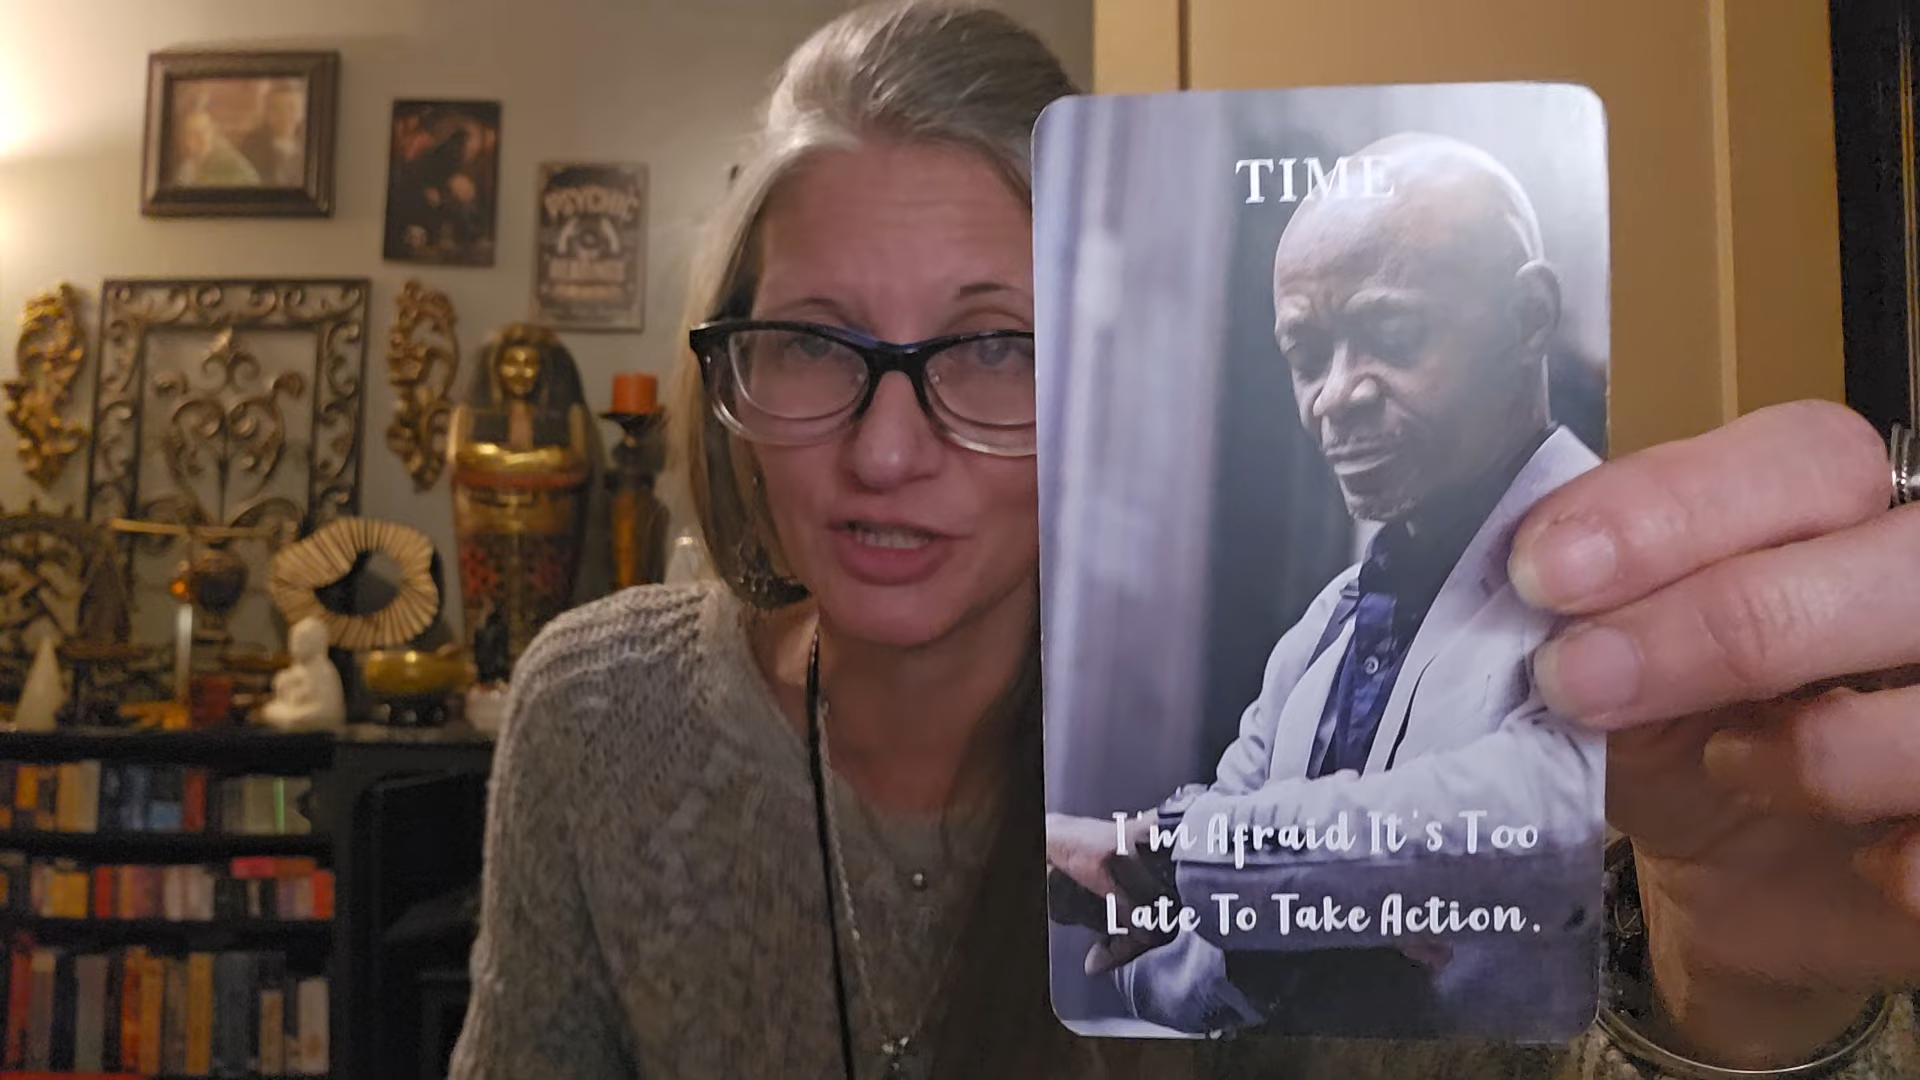 PSYCHIC
TIME
I'm Afraid It's Too
Late To Take Action.